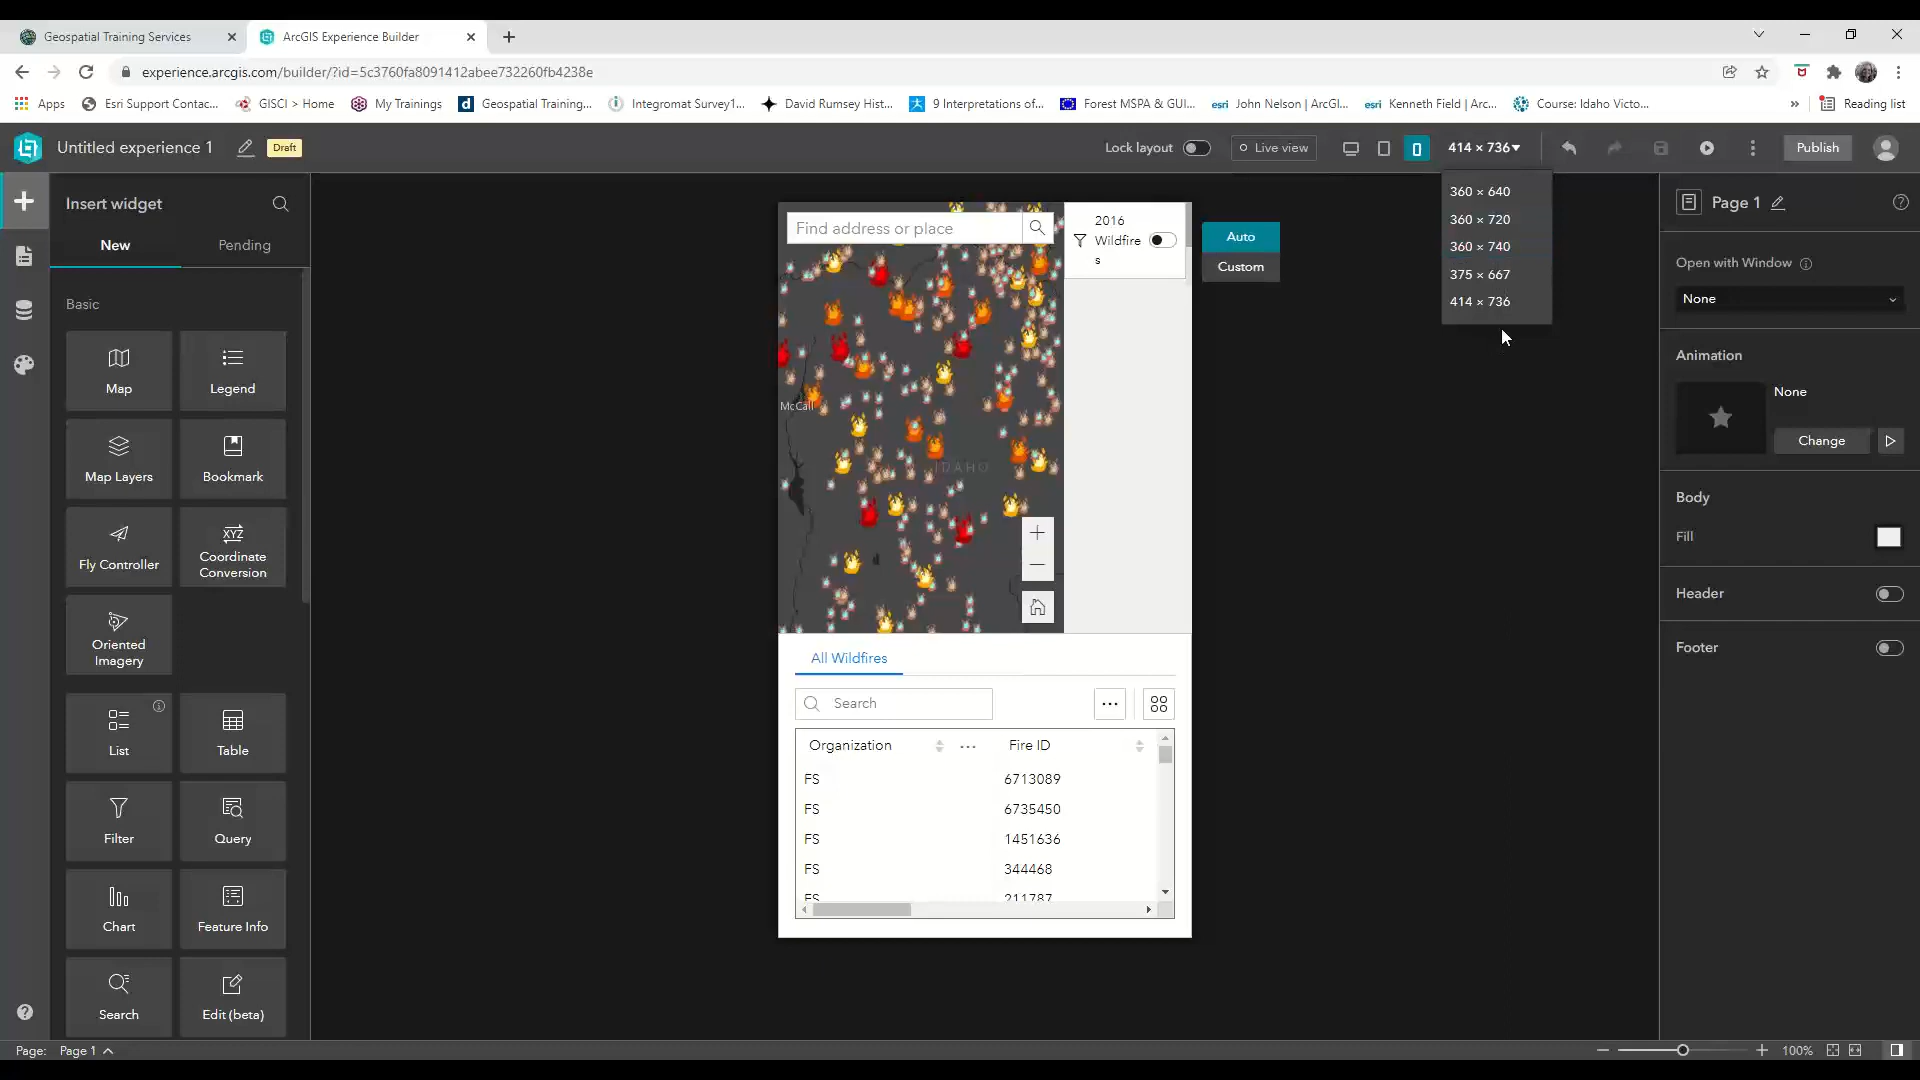 Geospatial Training Services
ArcGIS Experience Builder
experience.arcgis.com/builder/?id=5c3760fa8091412abee732260fb4238e
Apps
Esri Support Contac...
GISCI > Home
My Trainings
Geospatial Training...
Integromat Survey1...
David Rumsey Hist...
9 Interpretations of...
Forest MSPA & GUI...
esri John Nelson | ArcGI...
esri Kenneth Field | Arc...
Course: Idaho Victo...
»
Reading list
Untitled experience 1
Draft
Lock layout
Live view
414 × 736
Publish
360 × 640
360 × 720
360 × 740
375 × 667
414 × 736
Insert widget
New
Pending
Basic
Map
Legend
Map Layers
Bookmark
Fly Controller
XYZ
Coordinate
Conversion
Oriented
Imagery
List
Table
Filter
Query
Chart
Feature Info
Search
Edit (beta)
Find address or place
2016
Wildfire
s
McCall
IDAHO
Auto
Custom
All Wildfires
Search
Organization
Fire ID
FS 6713089
FS 6735450
FS 1451636
FS 344468
FS 211787
Page 1
Open with Window
None
Animation
None
Change
Body
Fill
Header
Footer
Page: Page 1
100%